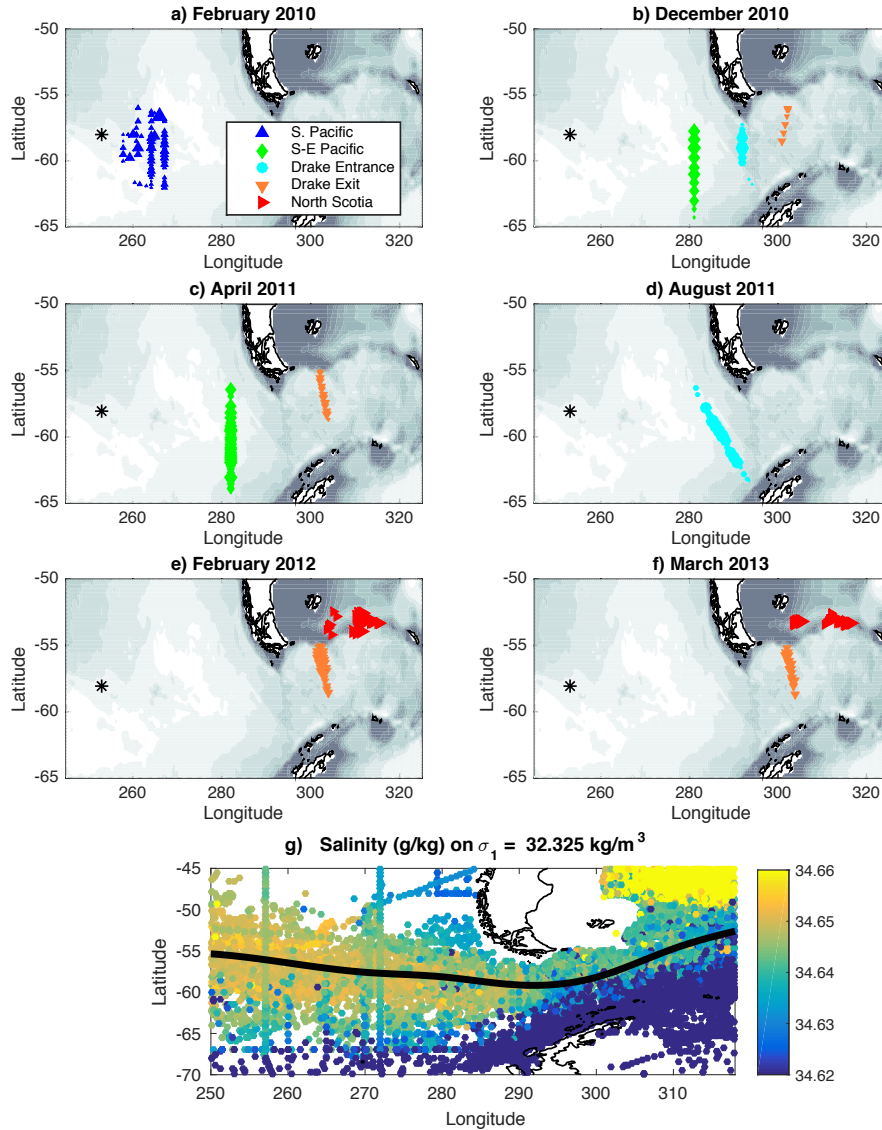 a) February 2010
-50
-55
-60
-65
Latitude
260 280 300 320
Longitude
S. Pacific
S-E Pacific
Drake Entrance
Drake Exit
North Scotia
b) December 2010
-50
-55
-60
-65
Latitude
260 280 300 320
Longitude
c) April 2011
-50
-55
-60
-65
Latitude
260 280 300 320
Longitude
d) August 2011
-50
-55
-60
-65
Latitude
260 280 300 320
Longitude
e) February 2012
-50
-55
-60
-65
Latitude
260 280 300 320
Longitude
f) March 2013
-50
-55
-60
-65
Latitude
260 280 300 320
Longitude
g) Salinity (g/kg) on σ₁ = 32.325 kg/m³
-45
-50
-55
-60
-65
-70
Latitude
250 260 270 280 290 300 310
Longitude
34.66
34.65
34.64
34.63
34.62